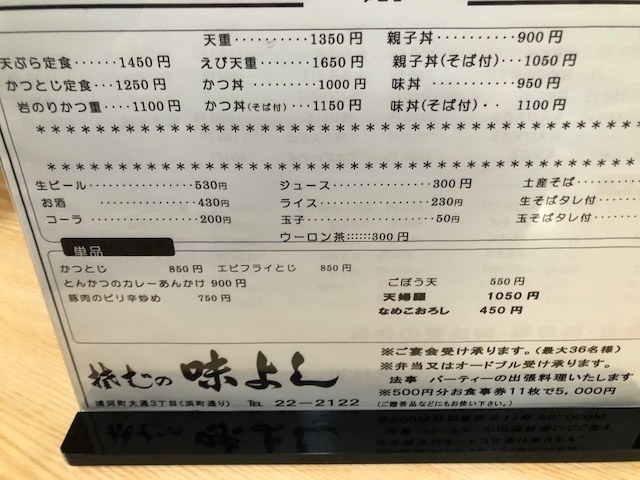 天重・・・・・・・・・・1350円　親子丼・・・・・・・・・・900円
天ぷら定食・・・・・・1450円　えび天重・・・・・・・1650円　親子丼(そば付)・・・1050円
かつとじ定食・・・1250円　かつ丼　・・・・・・・・1000円　味丼　・・・・・・・・・・950円
岩のりかつ重・・・・1100円　かつ丼(そば付)・・・1150円　味丼(そば付)・・　1100円
＊＊＊＊＊＊＊＊＊＊＊＊＊＊＊＊＊＊＊＊＊＊＊＊＊＊＊＊＊＊＊＊＊＊＊＊＊＊＊
＊＊＊＊＊＊＊＊＊＊＊＊＊＊＊＊＊＊＊＊＊＊＊＊＊＊＊＊＊＊＊＊＊＊＊＊＊＊＊
生ビール・・・・・・・・・・・・・・530円　ジュース・・・・・・・・・・・・・300円　土産そば・・・・・・
お酒　・・・・・・・・・・・・・・430円　ライス・・・・・・・・・・・・・・・230円　生そばタレ付・・・
コーラ　・・・・・・・・・・・・・・200円　玉子・・・・・・・・・・・・・・・・・50円　玉そばタレ付・・・
ウーロン茶::::::300円
単品
かつとじ　850円　エビフライとじ　850円
とんかつのカレーあんかけ 900円　ごぼう天　550円
豚肉のピリ辛炒め　750円　天婦羅　1050円
なめこおろし　450円
味よし
※ご宴会受け承ります。（最大36名様）
※弁当又はオードブル受け承ります。
法事　パーティーの出張料理いたします。
※500円分お食事券11枚で5,000円
（ご贈答品などにもお使い下さい。）
浦河町大通3丁目(浜町通り)　TEL　22－2122